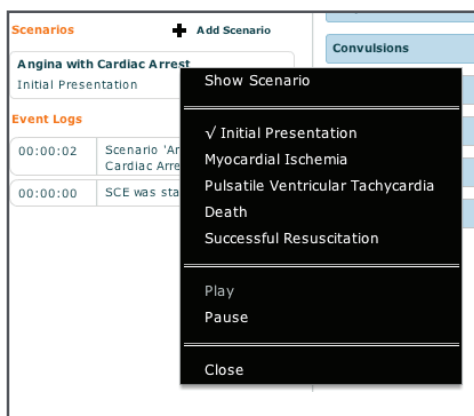 Scenarios
Add Scenario
Angina with Cardiac Arrest
Initial Presentation
Event Logs
00:00:02
Scenario 'An
Cardiac Arre
00:00:00
SCE was sta
Convulsions
Show Scenario
√ Initial Presentation
Myocardial Ischemia
Pulsatile Ventricular Tachycardia
Death
Successful Resuscitation
Play
Pause
Close